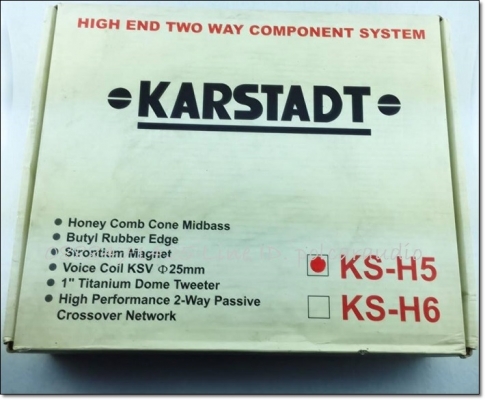 HIGH END TWO WAY COMPONENT SYSTEM
KARSTADT
Honey Comb Cone Midbass
Butyl Rubber Edge
Strontium Magnet
Voice Coil KSV Φ25mm
1" Titanium Dome Tweeter
High Performance 2-Way Passive
Crossover Network
KS-H5
KS-H6